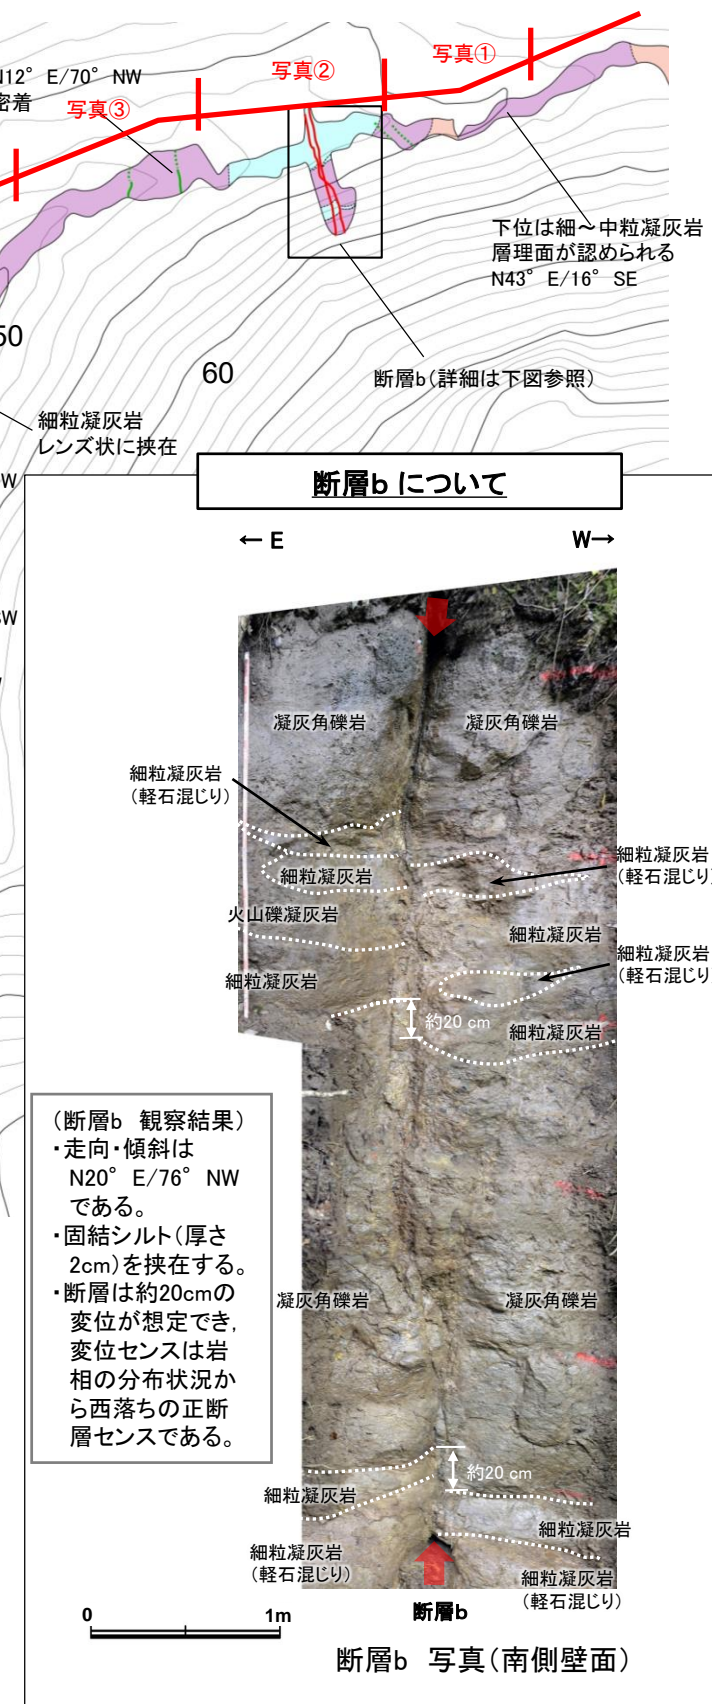 N12° E/70° NW
密着
写真③
写真②
写真①
下位は細～中粒凝灰岩
層理面が認められる
N43° E/16° SE
50
60
断層b(詳細は下図参照)
細粒凝灰岩
レンズ状に挟在
W
W
断層b について
← E
W→
凝灰角礫岩
凝灰角礫岩
細粒凝灰岩
(軽石混じり)
細粒凝灰岩
(軽石混じり)
細粒凝灰岩
火山礫凝灰岩
細粒凝灰岩
細粒凝灰岩
(軽石混じり)
細粒凝灰岩
約20 cm
細粒凝灰岩
(断層b 観察結果)
・走向・傾斜は
N20° E/76° NW
である。
・固結シルト(厚さ
2cm)を挟在する。
・断層は約20cmの
変位が想定でき,
変位センスは岩
相の分布状況か
ら西落ちの正断
層センスである。
凝灰角礫岩
凝灰角礫岩
約20 cm
細粒凝灰岩
細粒凝灰岩
細粒凝灰岩
(軽石混じり)
細粒凝灰岩
(軽石混じり)
0 1m
断層b
断層b 写真(南側壁面)